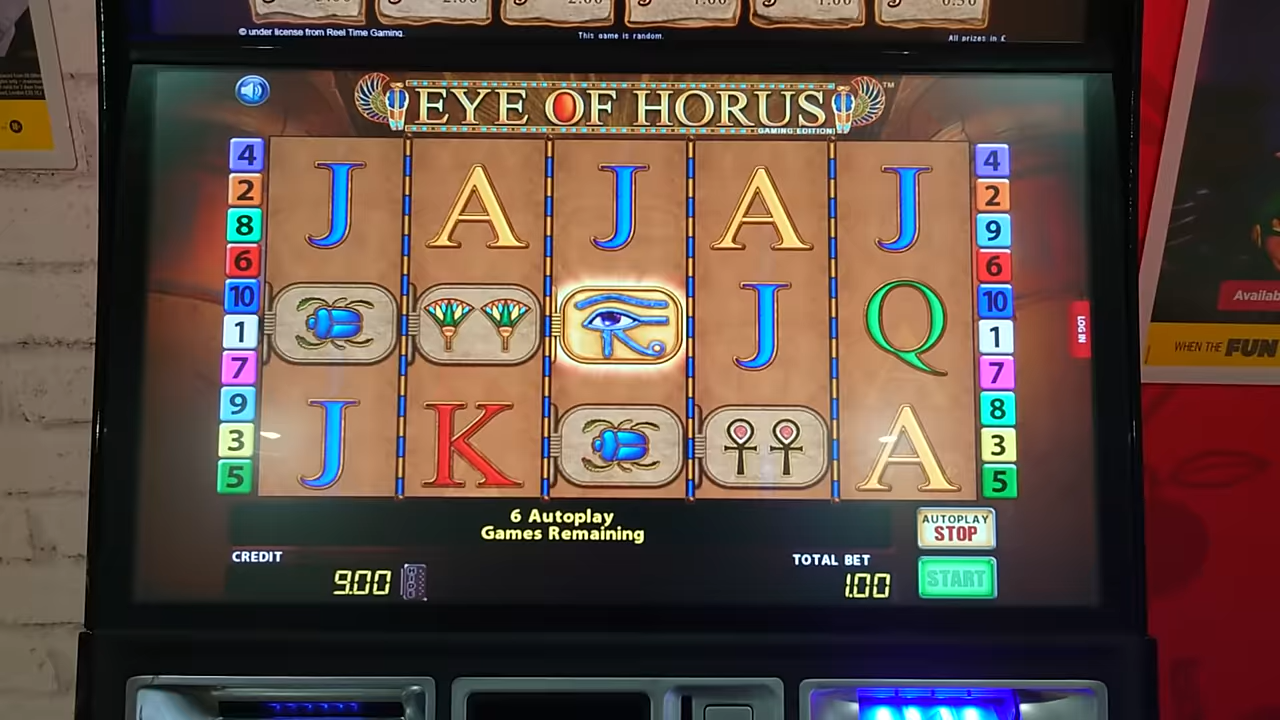 © under license from Reel Time Gaming.
This game is random.
All prizes in £
EYE OF HORUS™
GAMING EDITION
4 J A J A J 4
2 2
8 9
6 6
10 J Q 10
1 1
7 7
9 8
3 J K A 3
5 5
LOG IN
6 Autoplay
Games Remaining
AUTOPLAY
STOP
CREDIT
TOTAL BET
9.00
1.00
START
Availab
WHEN THE FUN